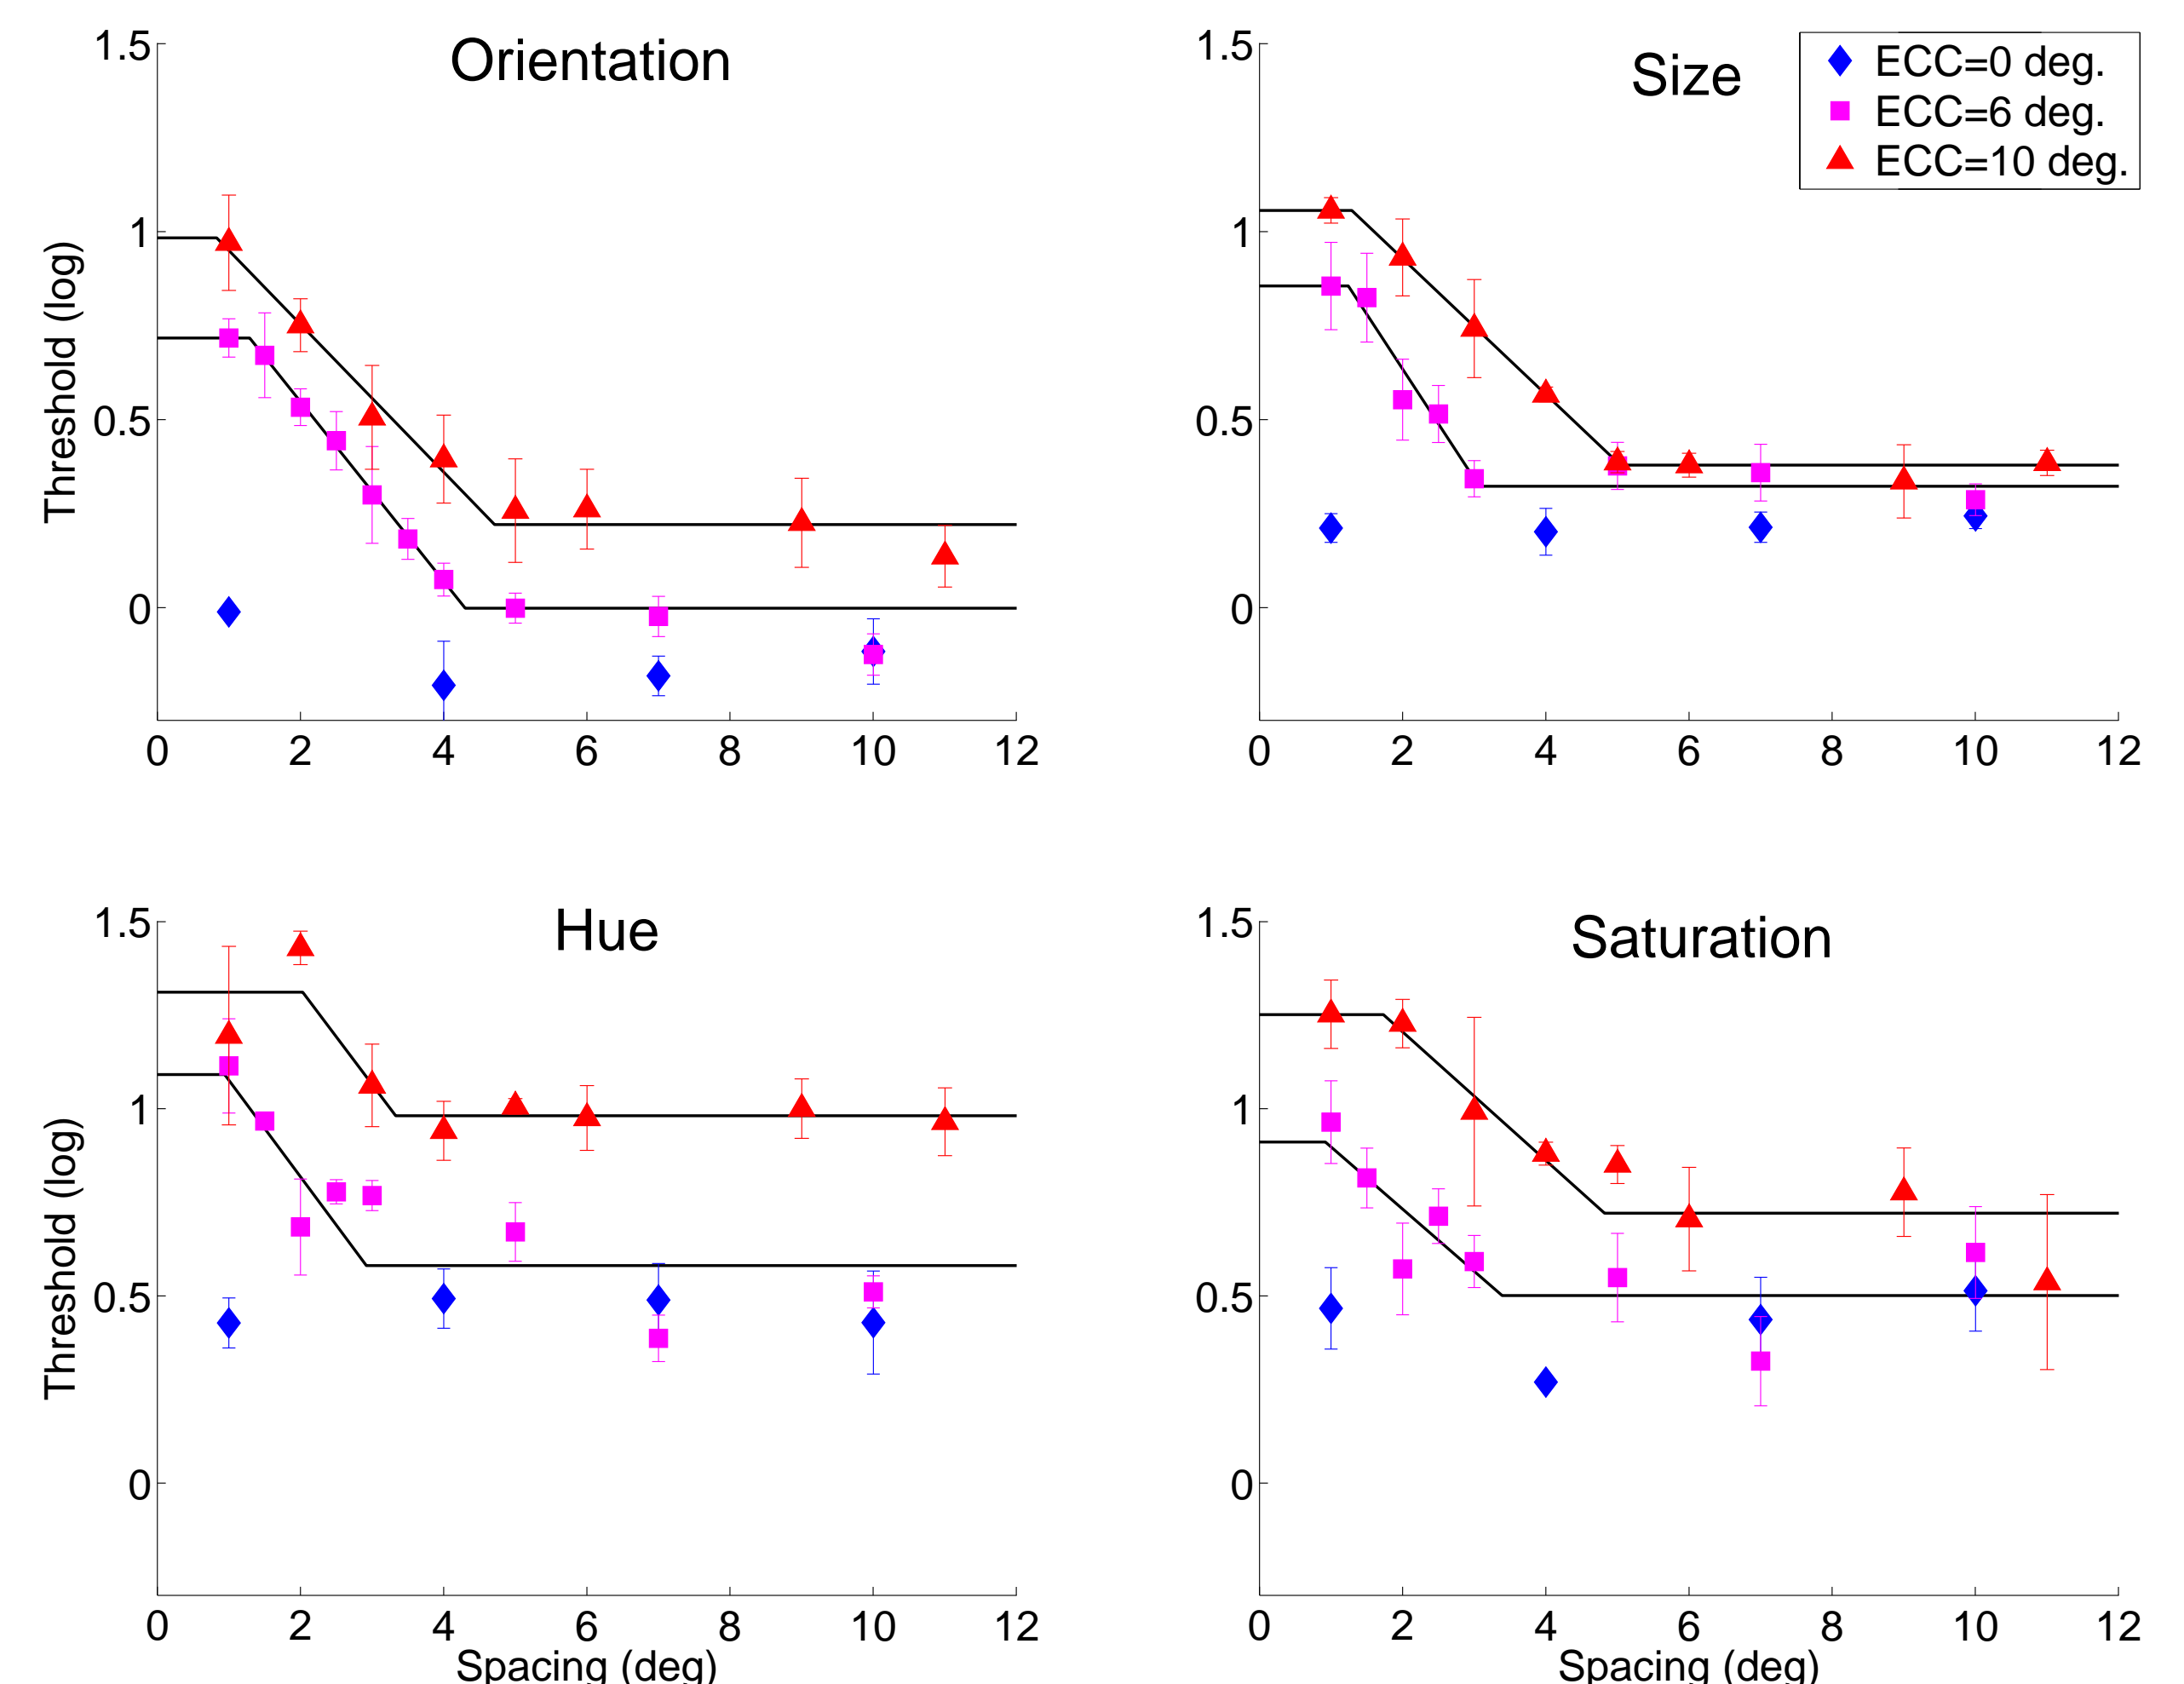 Orientation
1.5
1
0.5
0
Threshold (log)
0 2 4 6 8 10 12
Size
ECC=0 deg.
ECC=6 deg.
ECC=10 deg.
1.5
1
0.5
0
0 2 4 6 8 10 12
Hue
1.5
1
0.5
0
Threshold (log)
0 2 4 6 8 10 12
Spacing (deg)
Saturation
1.5
1
0.5
0
0 2 4 6 8 10 12
Spacing (deg)